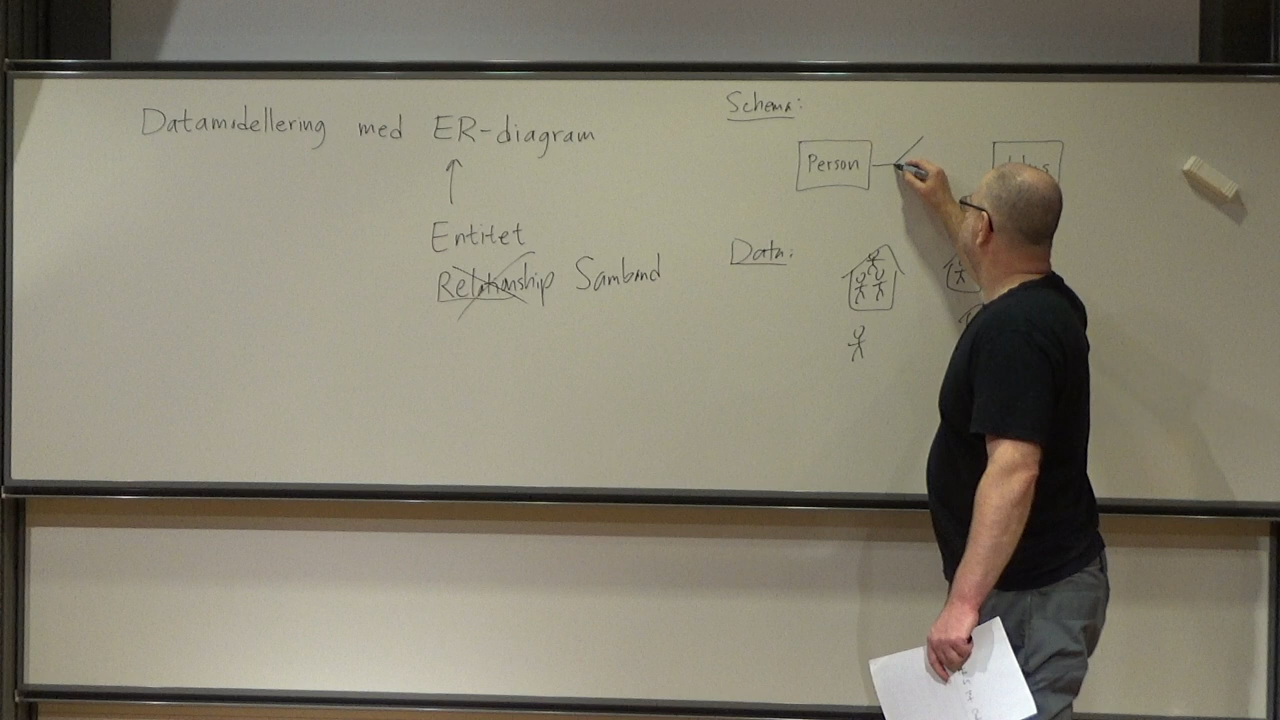 Datamodellering med ER-diagram
Entitet
Relationship Samband
Schema:
Person
Data: